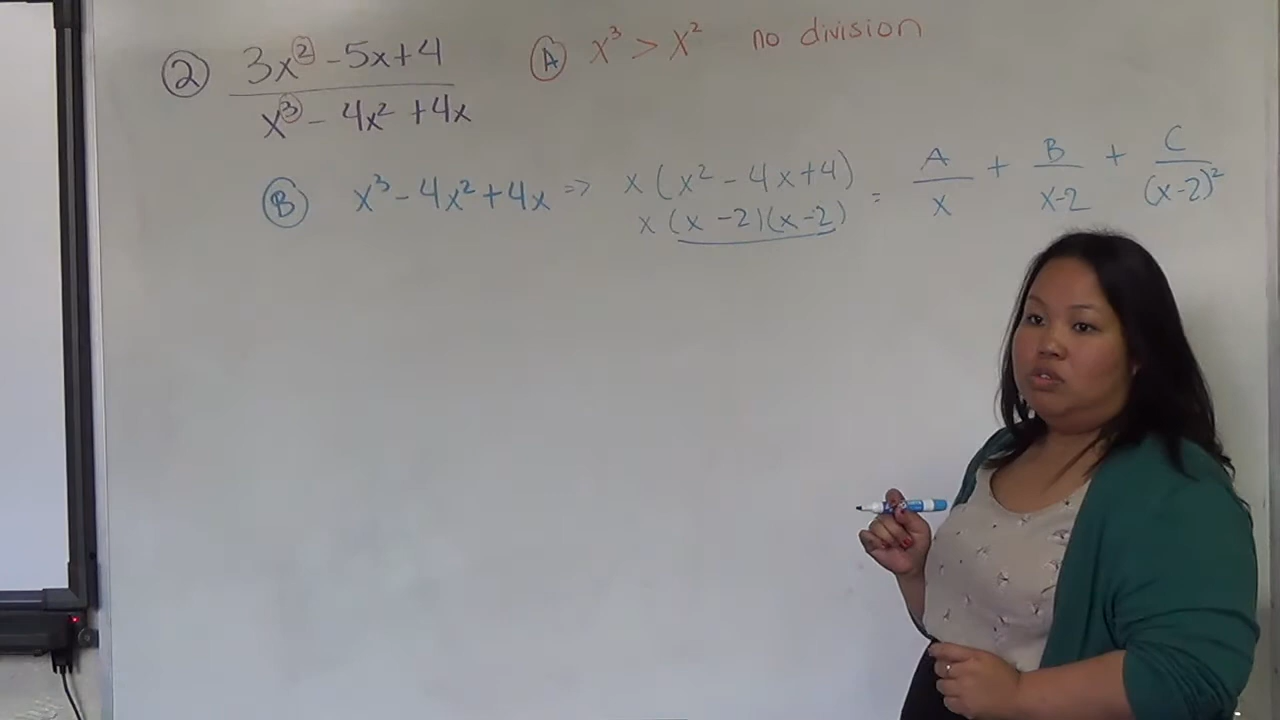 ② 3x² - 5x + 4
x³ - 4x² + 4x
Ⓐ x³ > x² no division
Ⓑ x³ - 4x² + 4x => x(x² - 4x + 4)
x(x - 2)(x - 2)
= A/x + B/x-2 + C/(x-2)²